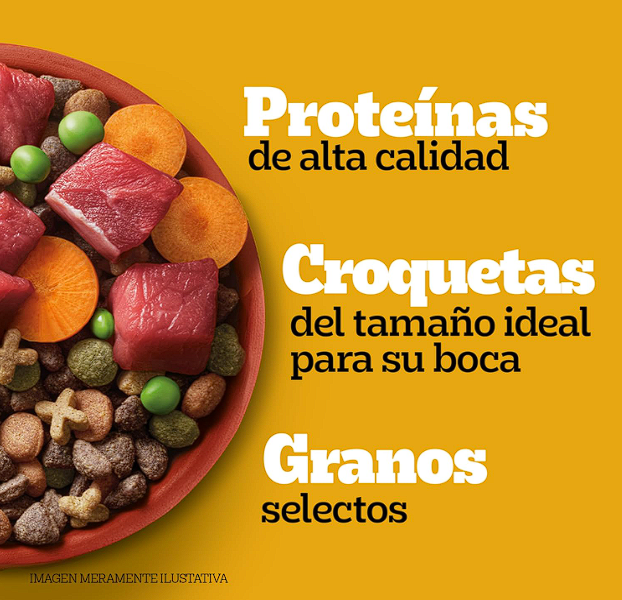 Proteínas
de alta calidad
Croquetas
del tamaño ideal
para su boca
Granos
selectos
IMAGEN MERAMENTE ILUSTATIVA